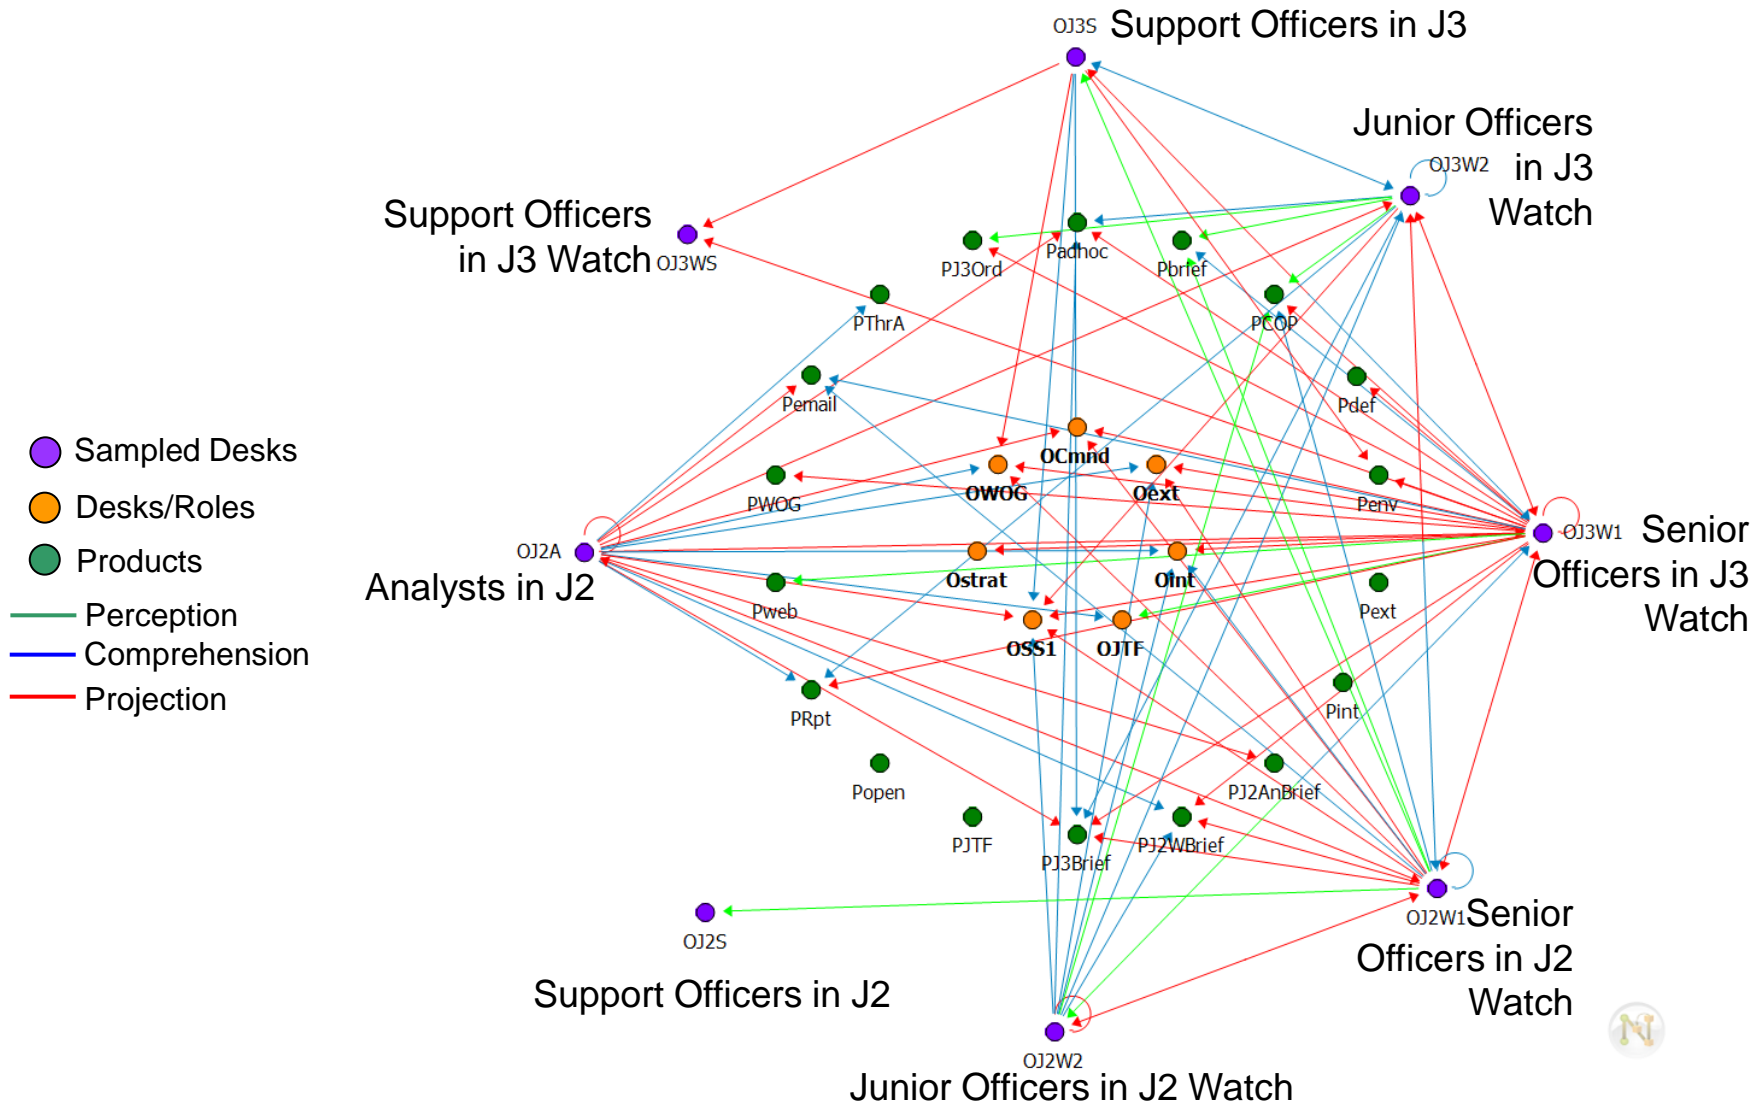 OJ3S
Support Officers in J3
Junior Officers
in J3
Watch
OJ3W2
Support Officers
in J3 Watch
OJ3WS
PJ3Ord
Padhoc
Pbrief
PThrA
PCOP
Pemail
Pdef
Sampled Desks
Desks/Roles
Products
Perception
Comprehension
Projection
OCmnd
OWOG
Oext
PWOG
Penv
OJ2A
Analysts in J2
OJ3W1
Senior
Officers in J3
Watch
Ostrat
Oint
Pweb
Pext
OSS1
OJTF
PRpt
Pint
Popen
PJ2AnBrief
PJTF
PJ3Brief
PJ2WBrief
OJ2S
Support Officers in J2
OJ2W1
Senior
Officers in J2
Watch
OJ2W2
Junior Officers in J2 Watch
N